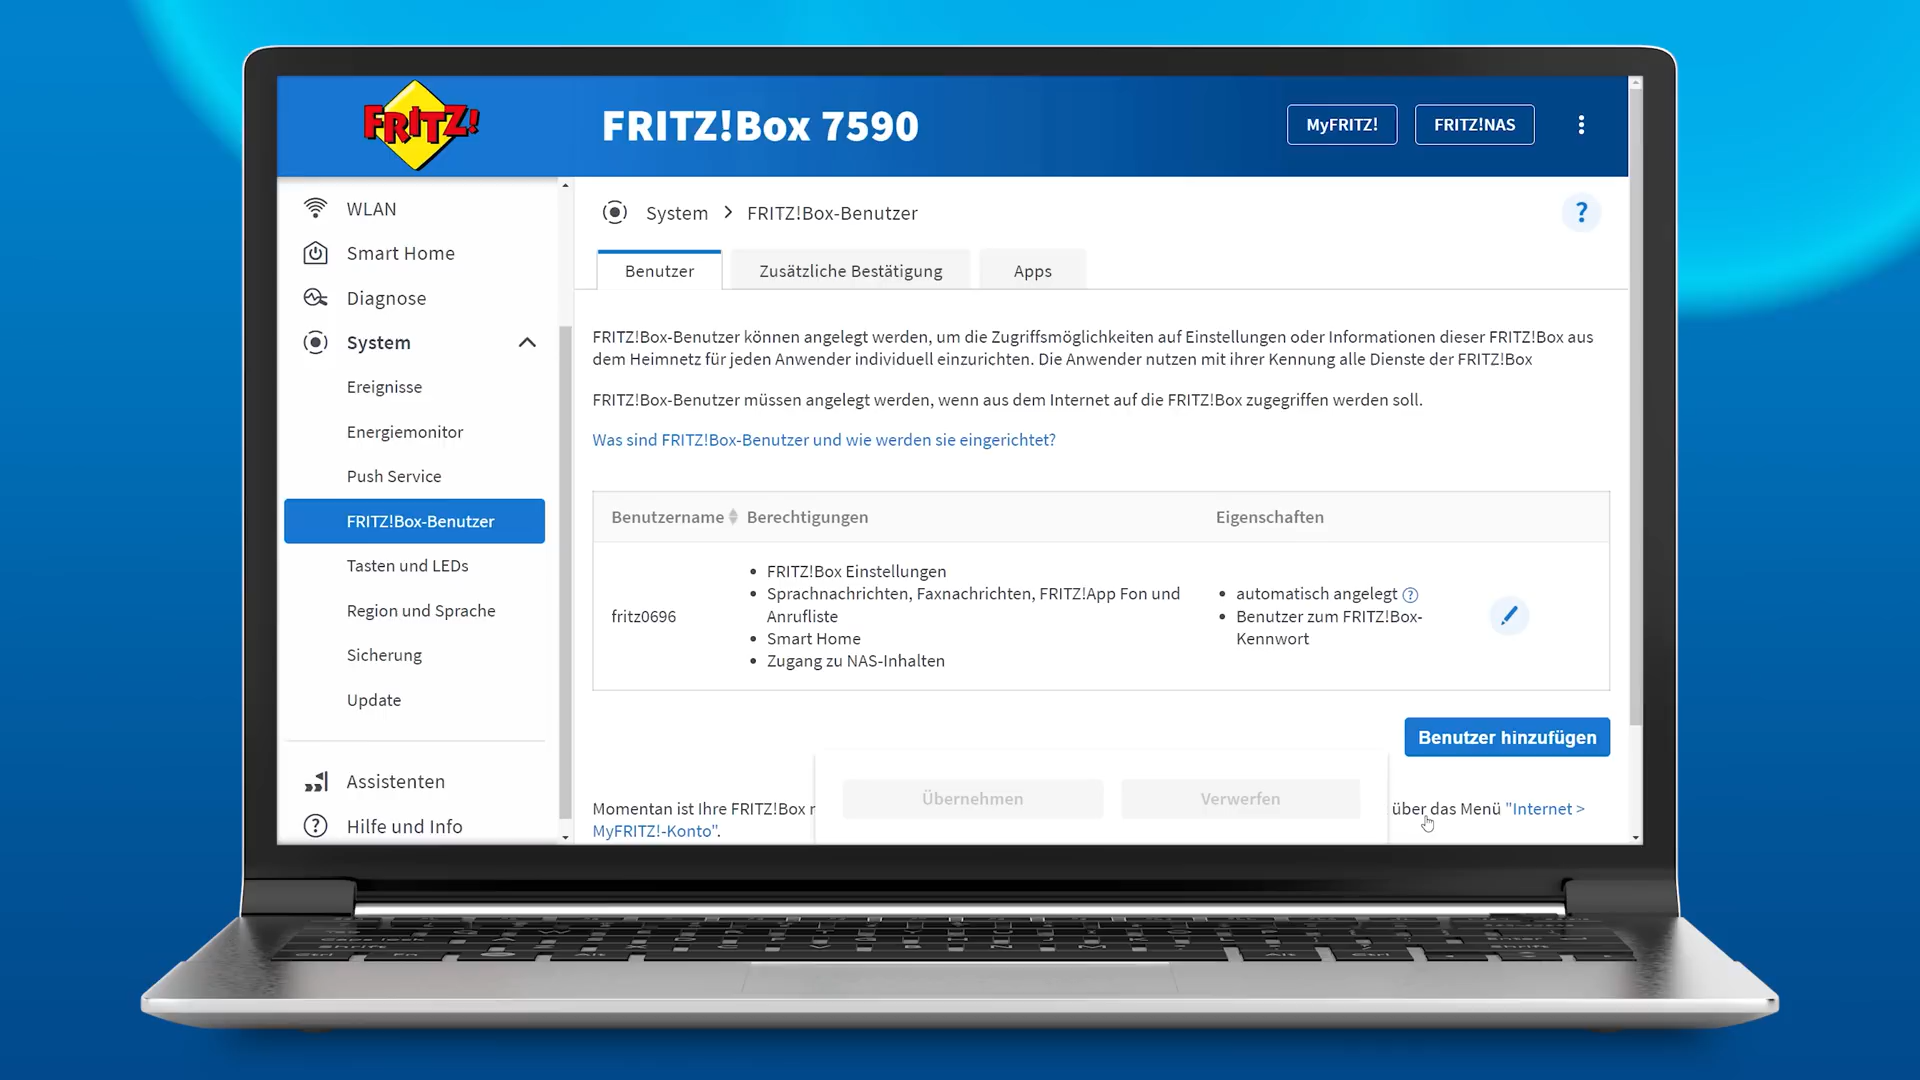 FRITZ!
FRITZ!Box 7590
MyFRITZ!
FRITZ!NAS
WLAN
Smart Home
Diagnose
System
Ereignisse
Energiemonitor
Push Service
FRITZ!Box-Benutzer
Tasten und LEDs
Region und Sprache
Sicherung
Update
Assistenten
Hilfe und Info
System > FRITZ!Box-Benutzer
?
Benutzer
Zusätzliche Bestätigung
Apps
FRITZ!Box-Benutzer können angelegt werden, um die Zugriffsmöglichkeiten auf Einstellungen oder Informationen dieser FRITZ!Box aus
dem Heimnetz für jeden Anwender individuell einzurichten. Die Anwender nutzen mit ihrer Kennung alle Dienste der FRITZ!Box
FRITZ!Box-Benutzer müssen angelegt werden, wenn aus dem Internet auf die FRITZ!Box zugegriffen werden soll.
Was sind FRITZ!Box-Benutzer und wie werden sie eingerichtet?
Benutzername Berechtigungen Eigenschaften
fritz0696
• FRITZ!Box Einstellungen
• Sprachnachrichten, Faxnachrichten, FRITZ!App Fon und
Anrufliste
• Smart Home
• Zugang zu NAS-Inhalten
• automatisch angelegt ?
• Benutzer zum FRITZ!Box-
Kennwort
Benutzer hinzufügen
Momentan ist Ihre FRITZ!Box
über das Menü "Internet >
MyFRITZ!-Konto".
Übernehmen
Verwerfen